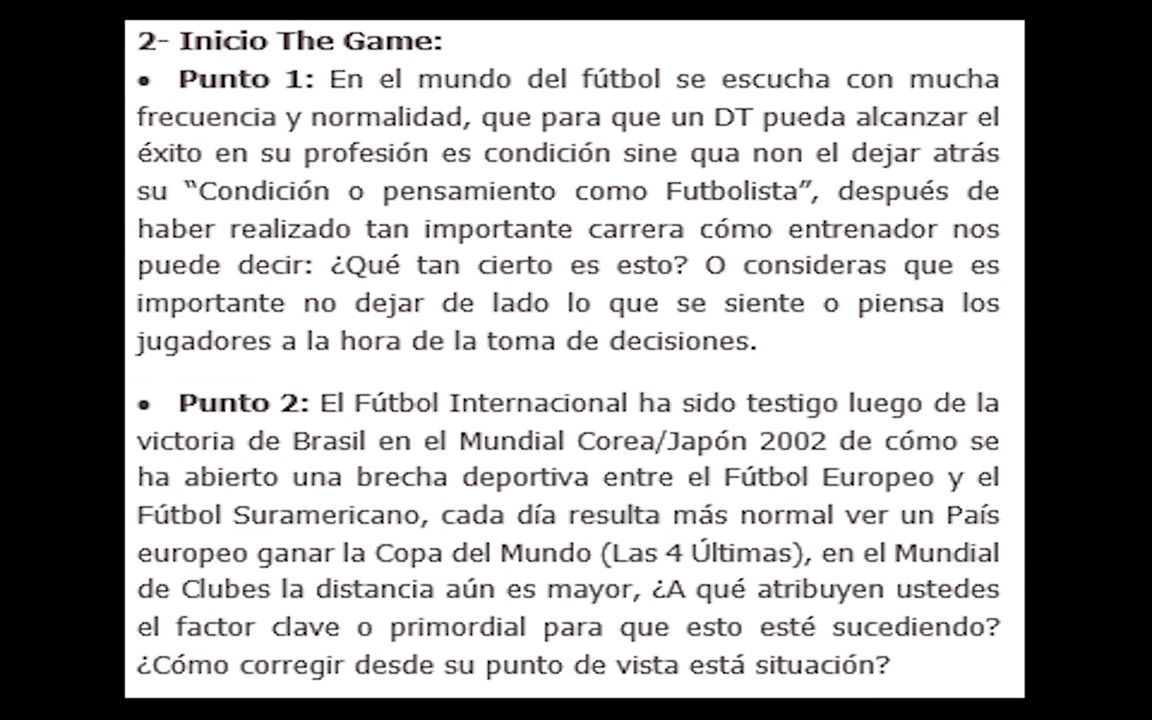 2- Inicio The Game:
• Punto 1: En el mundo del fútbol se escucha con mucha
frecuencia y normalidad, que para que un DT pueda alcanzar el
éxito en su profesión es condición sine qua non el dejar atrás
su “Condición o pensamiento como Futbolista”, después de
haber realizado tan importante carrera cómo entrenador nos
puede decir: ¿Qué tan cierto es esto? O consideras que es
importante no dejar de lado lo que se siente o piensa los
jugadores a la hora de la toma de decisiones.
• Punto 2: El Fútbol Internacional ha sido testigo luego de la
victoria de Brasil en el Mundial Corea/Japón 2002 de cómo se
ha abierto una brecha deportiva entre el Fútbol Europeo y el
Fútbol Suramericano, cada día resulta más normal ver un País
europeo ganar la Copa del Mundo (Las 4 Últimas), en el Mundial
de Clubes la distancia aún es mayor, ¿A qué atribuyen ustedes
el factor clave o primordial para que esto esté sucediendo?
¿Cómo corregir desde su punto de vista está situación?